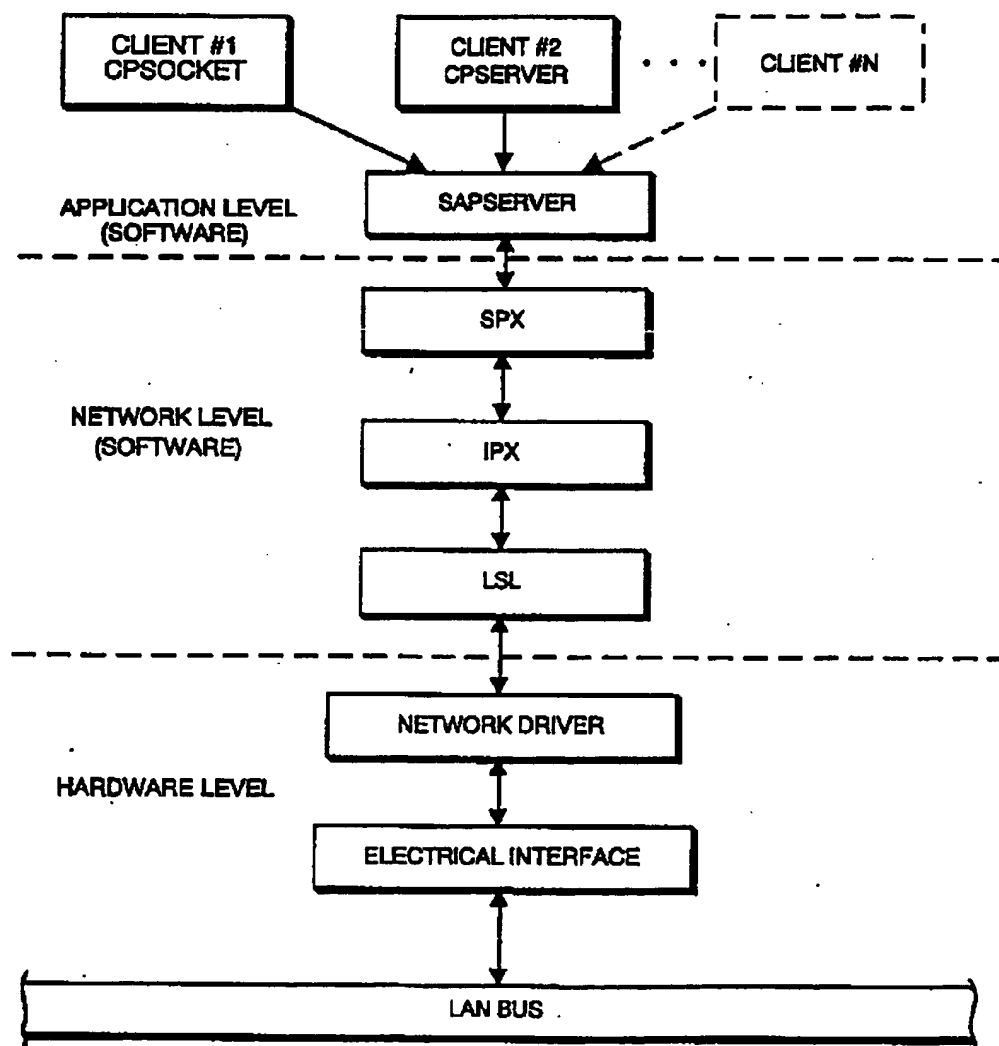 CLIENT #1
CPSOCKET
CLIENT #2
CPSERVER
CLIENT #N
SAPSERVER
APPLICATION LEVEL
(SOFTWARE)
SPX
NETWORK LEVEL
(SOFTWARE)
IPX
LSL
NETWORK DRIVER
HARDWARE LEVEL
ELECTRICAL INTERFACE
LAN BUS